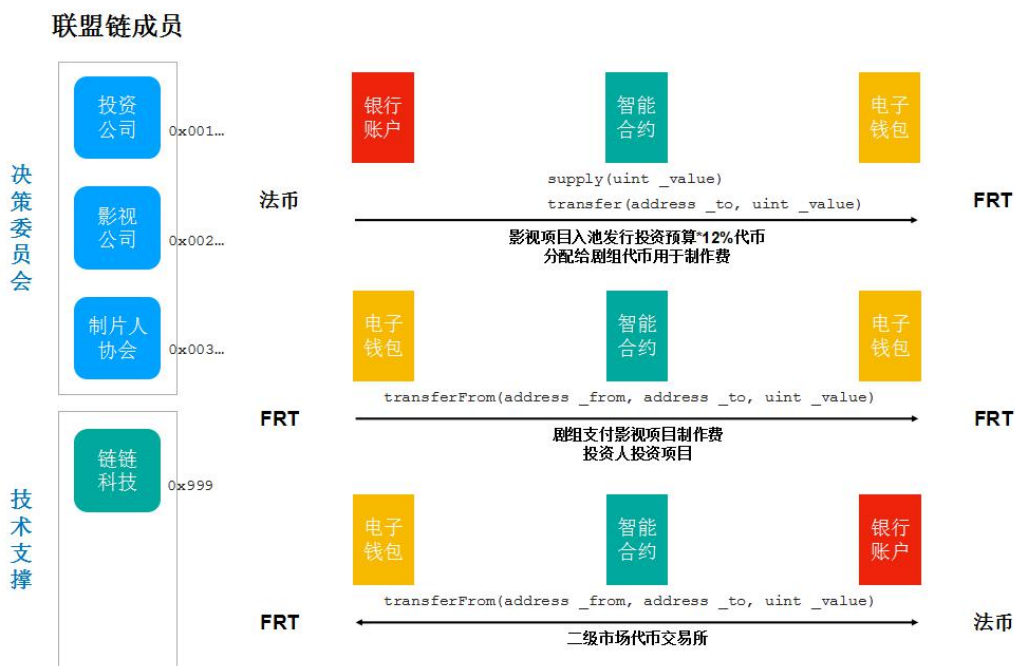 联盟链成员
决策委员会
投资
公司
0x001…
影视
公司
0x002…
制片人
协会
0x003…
技术支撑
链链
科技
0x999
银行
账户
智能
合约
电子
钱包
法币
supply(uint _value)
transfer(address _to, uint _value)
FRT
影视项目入池发行投资预算*12%代币
分配给剧组代币用于制作费
电子
钱包
智能
合约
电子
钱包
FRT
transferFrom(address _from, address _to, uint _value)
FRT
剧组支付影视项目制作费
投资人投资项目
电子
钱包
智能
合约
银行
账户
FRT
transferFrom(address _from, address _to, uint _value)
法币
二级市场代币交易所